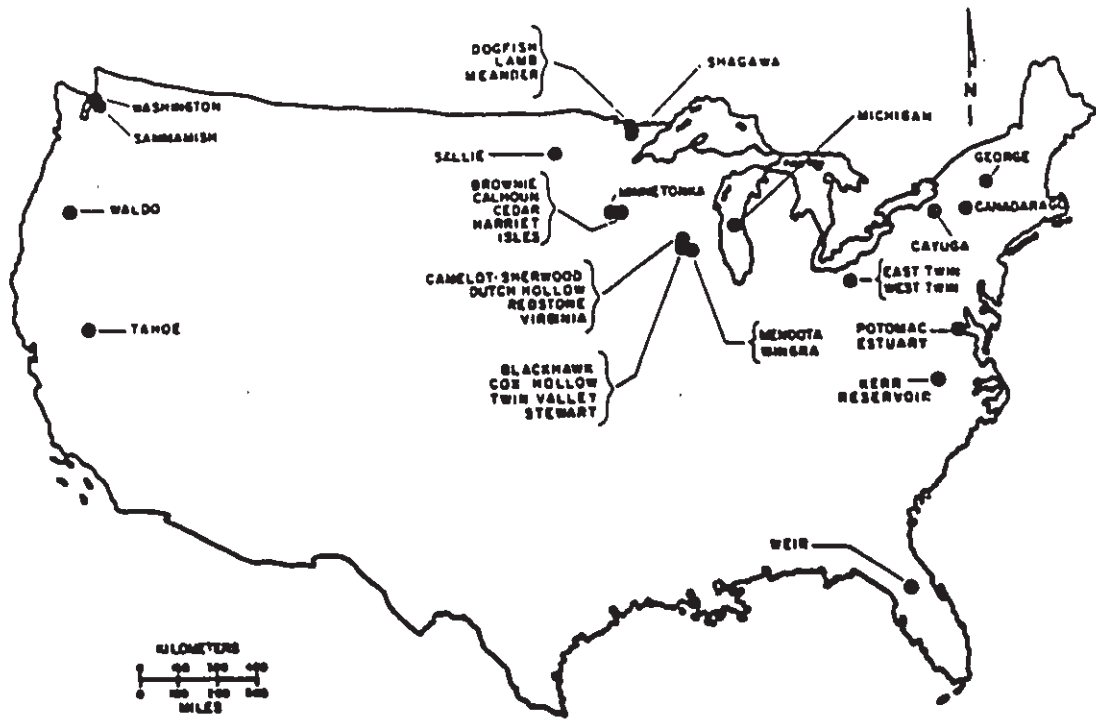 DOGFISH
LAMB
MEANDER
SHAGAWA
WASHINGTON
SAMMAMISH
MICHIGAN
N
SALLIE
GEORGE
BROWNIE
CALHOUN
CEDAR
HARRIET
ISLES
MINNETONKA
WALDO
CANADARAGO
CAYUGA
CAMELOT-SHERWOOD
DUTCH HOLLOW
REDSTONE
VIRGINIA
EAST TWIN
WEST TWIN
TAHOE
MENDOTA
WINGRA
POTOMAC
ESTUARY
BLACKHAWK
COX HOLLOW
TWIN VALLEY
STEWART
KERR
RESERVOIR
WEIR
KILOMETERS
0
0
MILES